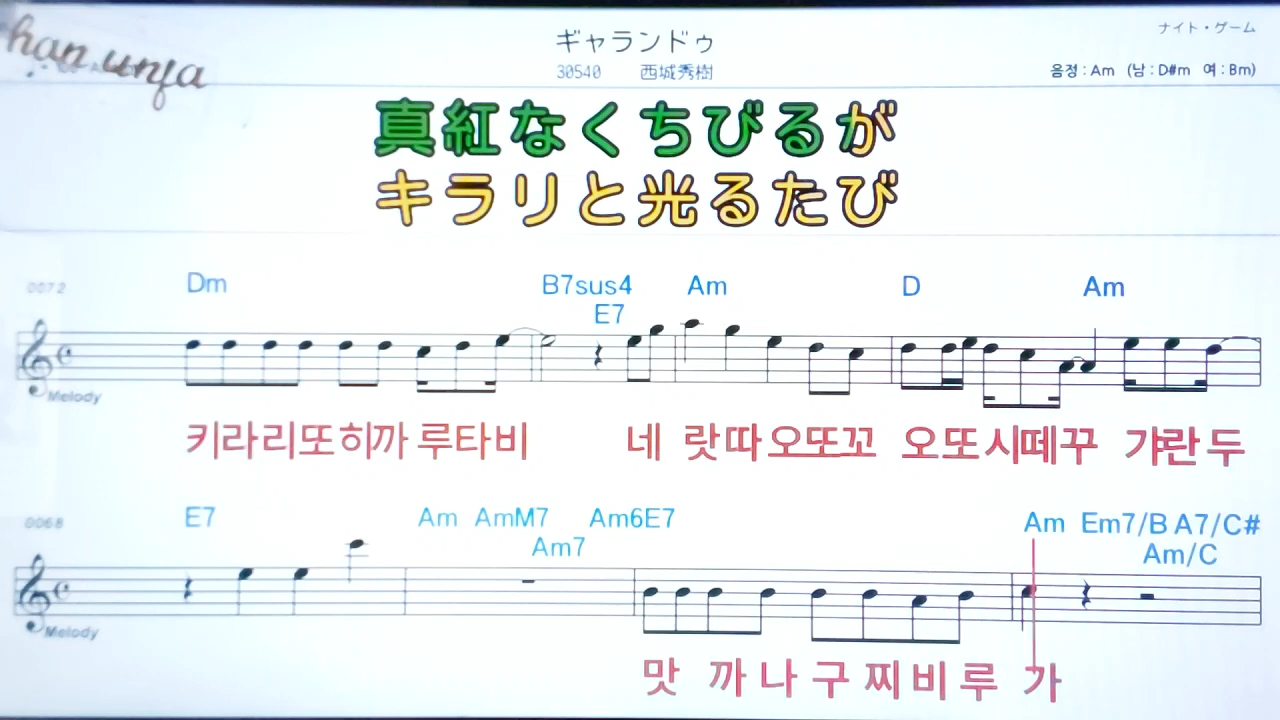 han unja
ギャランドゥ
ナイト・ゲーム
30540 西城秀樹
음정 : Am (남 : D#m 여 : Bm)
真紅なくちびるが
キラリと光るたび
0072
Dm B7sus4 Am D Am
E7
Melody
키라리또히까 루타비 네 랏따오또꼬 오또시떼꾸 갸란두
0068
E7 Am AmM7 Am6E7 Am Em7/B A7/C#
Am7 Am/C
Melody
맛 까나구찌비루 가